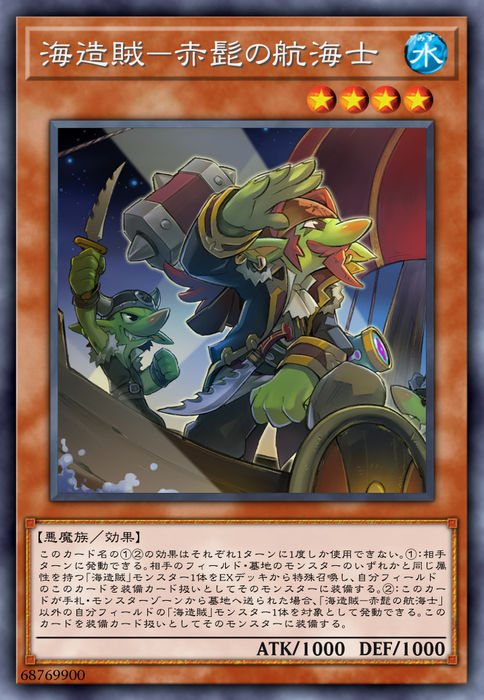 海造賊-赤髭の航海士
みず
水
【悪魔族／効果】
このカード名の①②の効果はそれぞれ1ターンに1度しか使用できない。①:相手
ターンに発動できる。相手のフィールド・墓地のモンスターのいずれかと同じ属
性を持つ「海造賊」モンスター1体をEXデッキから特殊召喚し、自分フィールド
のこのカードを装備カード扱いとしてそのモンスターに装備する。②:このカー
ドが手札・モンスターゾーンから墓地へ送られた場合、「海造賊-赤髭の航海士」
以外の自分フィールドの「海造賊」モンスター1体を対象として発動できる。この
カードを装備カード扱いとしてそのモンスターに装備する。
ATK/1000 DEF/1000
68769900